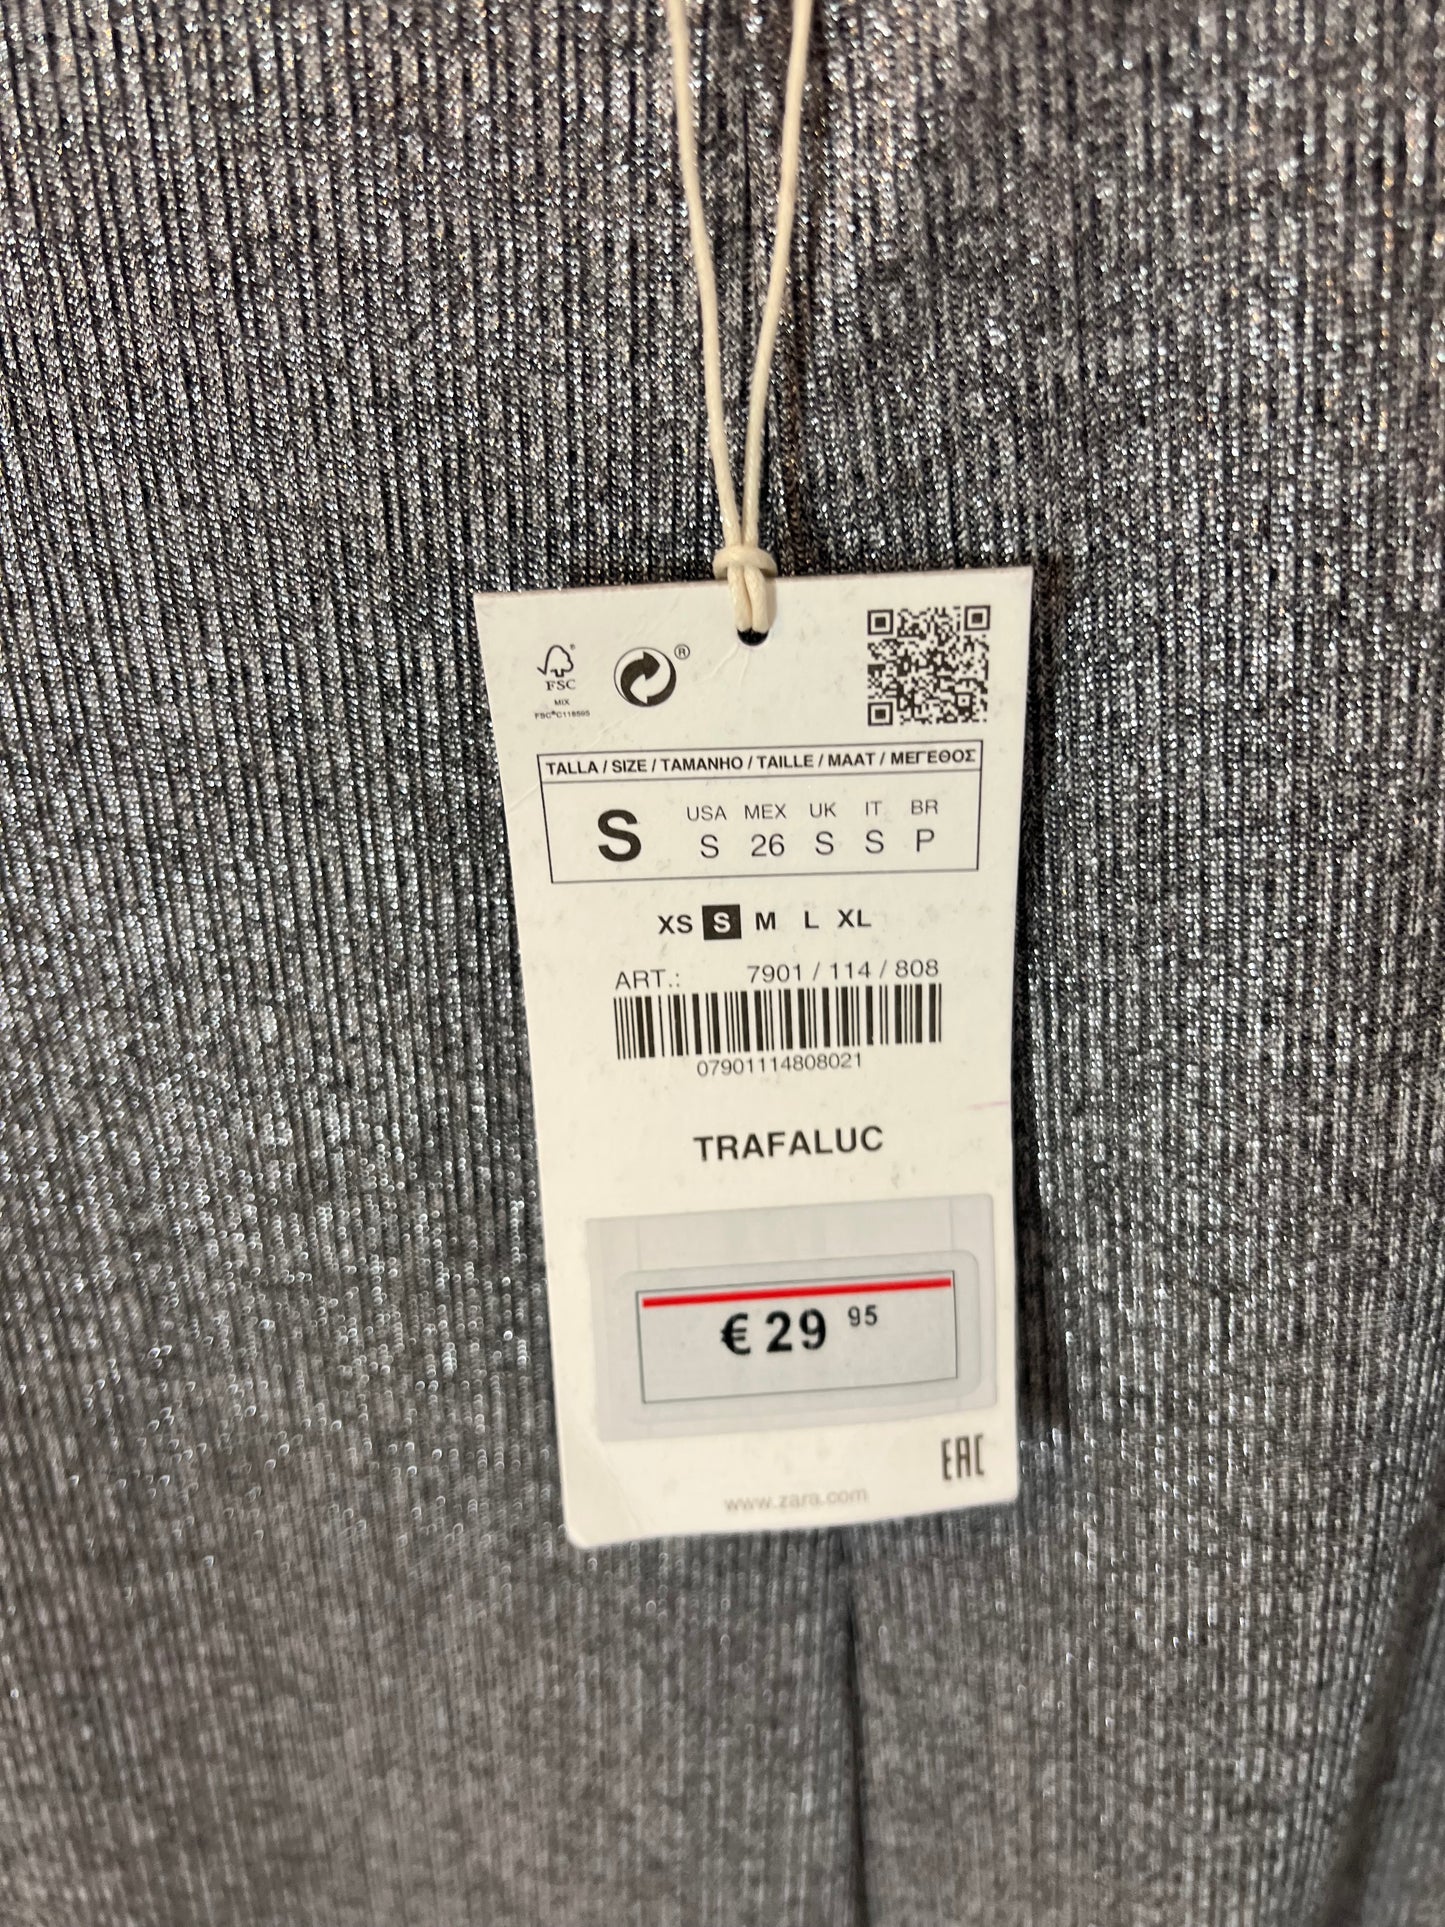 FSC
MIX
FSC® C118595
®
TALLA / SIZE / TAMANHO / TAILLE / MAAT / ΜΕΓΕΘΟΣ
S
USA MEX UK IT BR
S 26 S S P
XS S M L XL
ART.: 7901 / 114 / 808
07901114808021
TRAFALUC
€ 29 95
EAC
www.zara.com